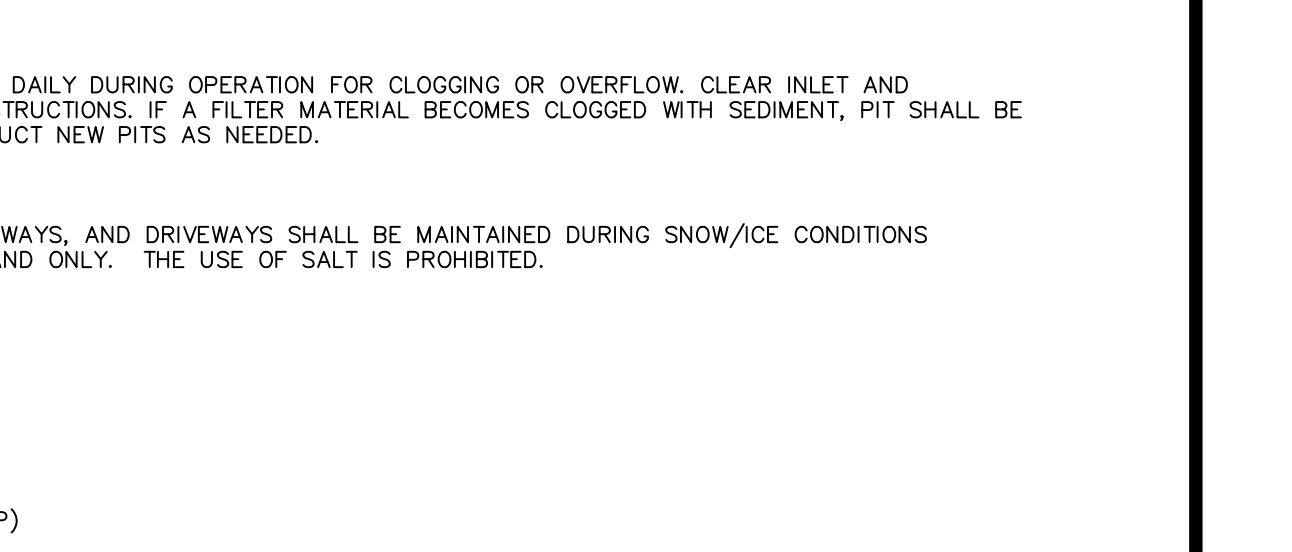 DAILY DURING OPERATION FOR CLOGGING OR OVERFLOW. CLEAR INLET AND
STRUCTIONS. IF A FILTER MATERIAL BECOMES CLOGGED WITH SEDIMENT, PIT SHALL BE
UCT NEW PITS AS NEEDED.
WAYS, AND DRIVEWAYS SHALL BE MAINTAINED DURING SNOW/ICE CONDITIONS
AND ONLY. THE USE OF SALT IS PROHIBITED.
P)